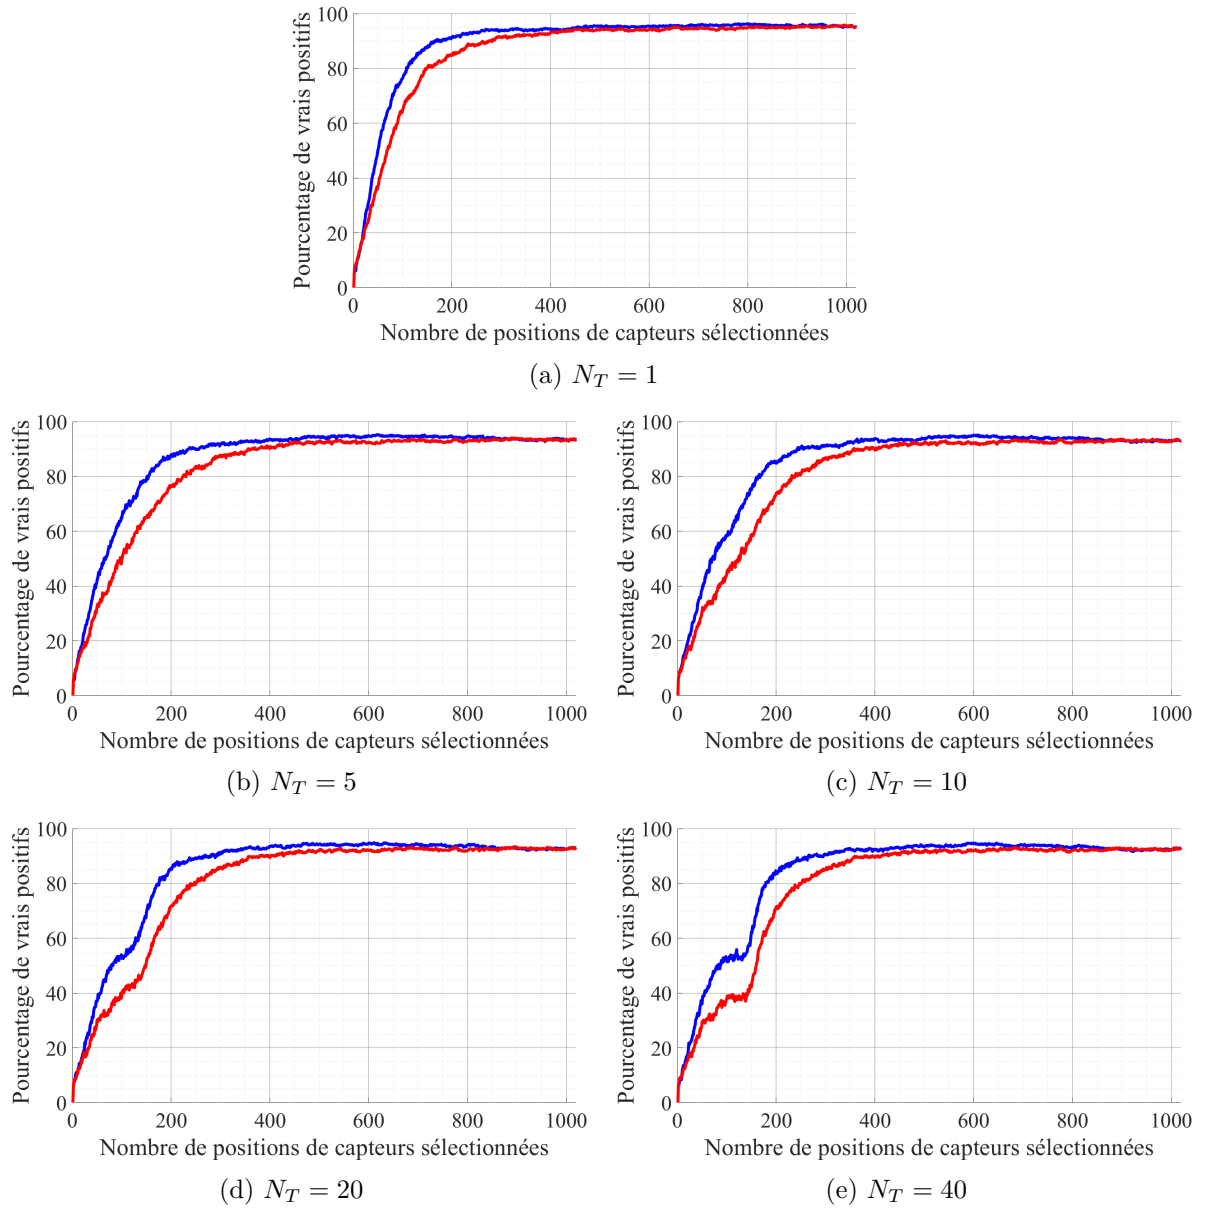 Pourcentage de vrais positifs
100
80
60
40
20
0
0 200 400 600 800 1000
Nombre de positions de capteurs sélectionnées
(a) N_T = 1
Pourcentage de vrais positifs
100
80
60
40
20
0
0 200 400 600 800 1000
Nombre de positions de capteurs sélectionnées
(b) N_T = 5
Pourcentage de vrais positifs
100
80
60
40
20
0
0 200 400 600 800 1000
Nombre de positions de capteurs sélectionnées
(c) N_T = 10
Pourcentage de vrais positifs
100
80
60
40
20
0
0 200 400 600 800 1000
Nombre de positions de capteurs sélectionnées
(d) N_T = 20
Pourcentage de vrais positifs
100
80
60
40
20
0
0 200 400 600 800 1000
Nombre de positions de capteurs sélectionnées
(e) N_T = 40